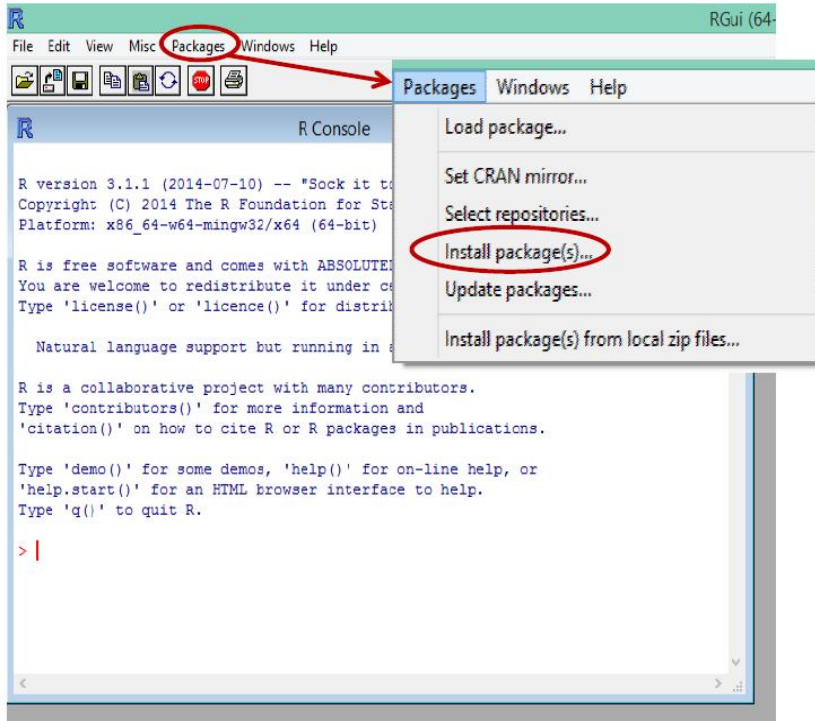 R
RGui (64-
File Edit View Misc Packages Windows Help
STOP
R
R Console
R version 3.1.1 (2014-07-10) -- "Sock it to
Copyright (C) 2014 The R Foundation for Sta
Platform: x86_64-w64-mingw32/x64 (64-bit)
R is free software and comes with ABSOLUTEL
You are welcome to redistribute it under ce
Type 'license()' or 'licence()' for distrib
Natural language support but running in a
R is a collaborative project with many contributors.
Type 'contributors()' for more information and
'citation()' on how to cite R or R packages in publications.
Type 'demo()' for some demos, 'help()' for on-line help, or
'help.start()' for an HTML browser interface to help.
Type 'q()' to quit R.
>
Packages Windows Help
Load package...
Set CRAN mirror...
Select repositories...
Install package(s)...
Update packages...
Install package(s) from local zip files...